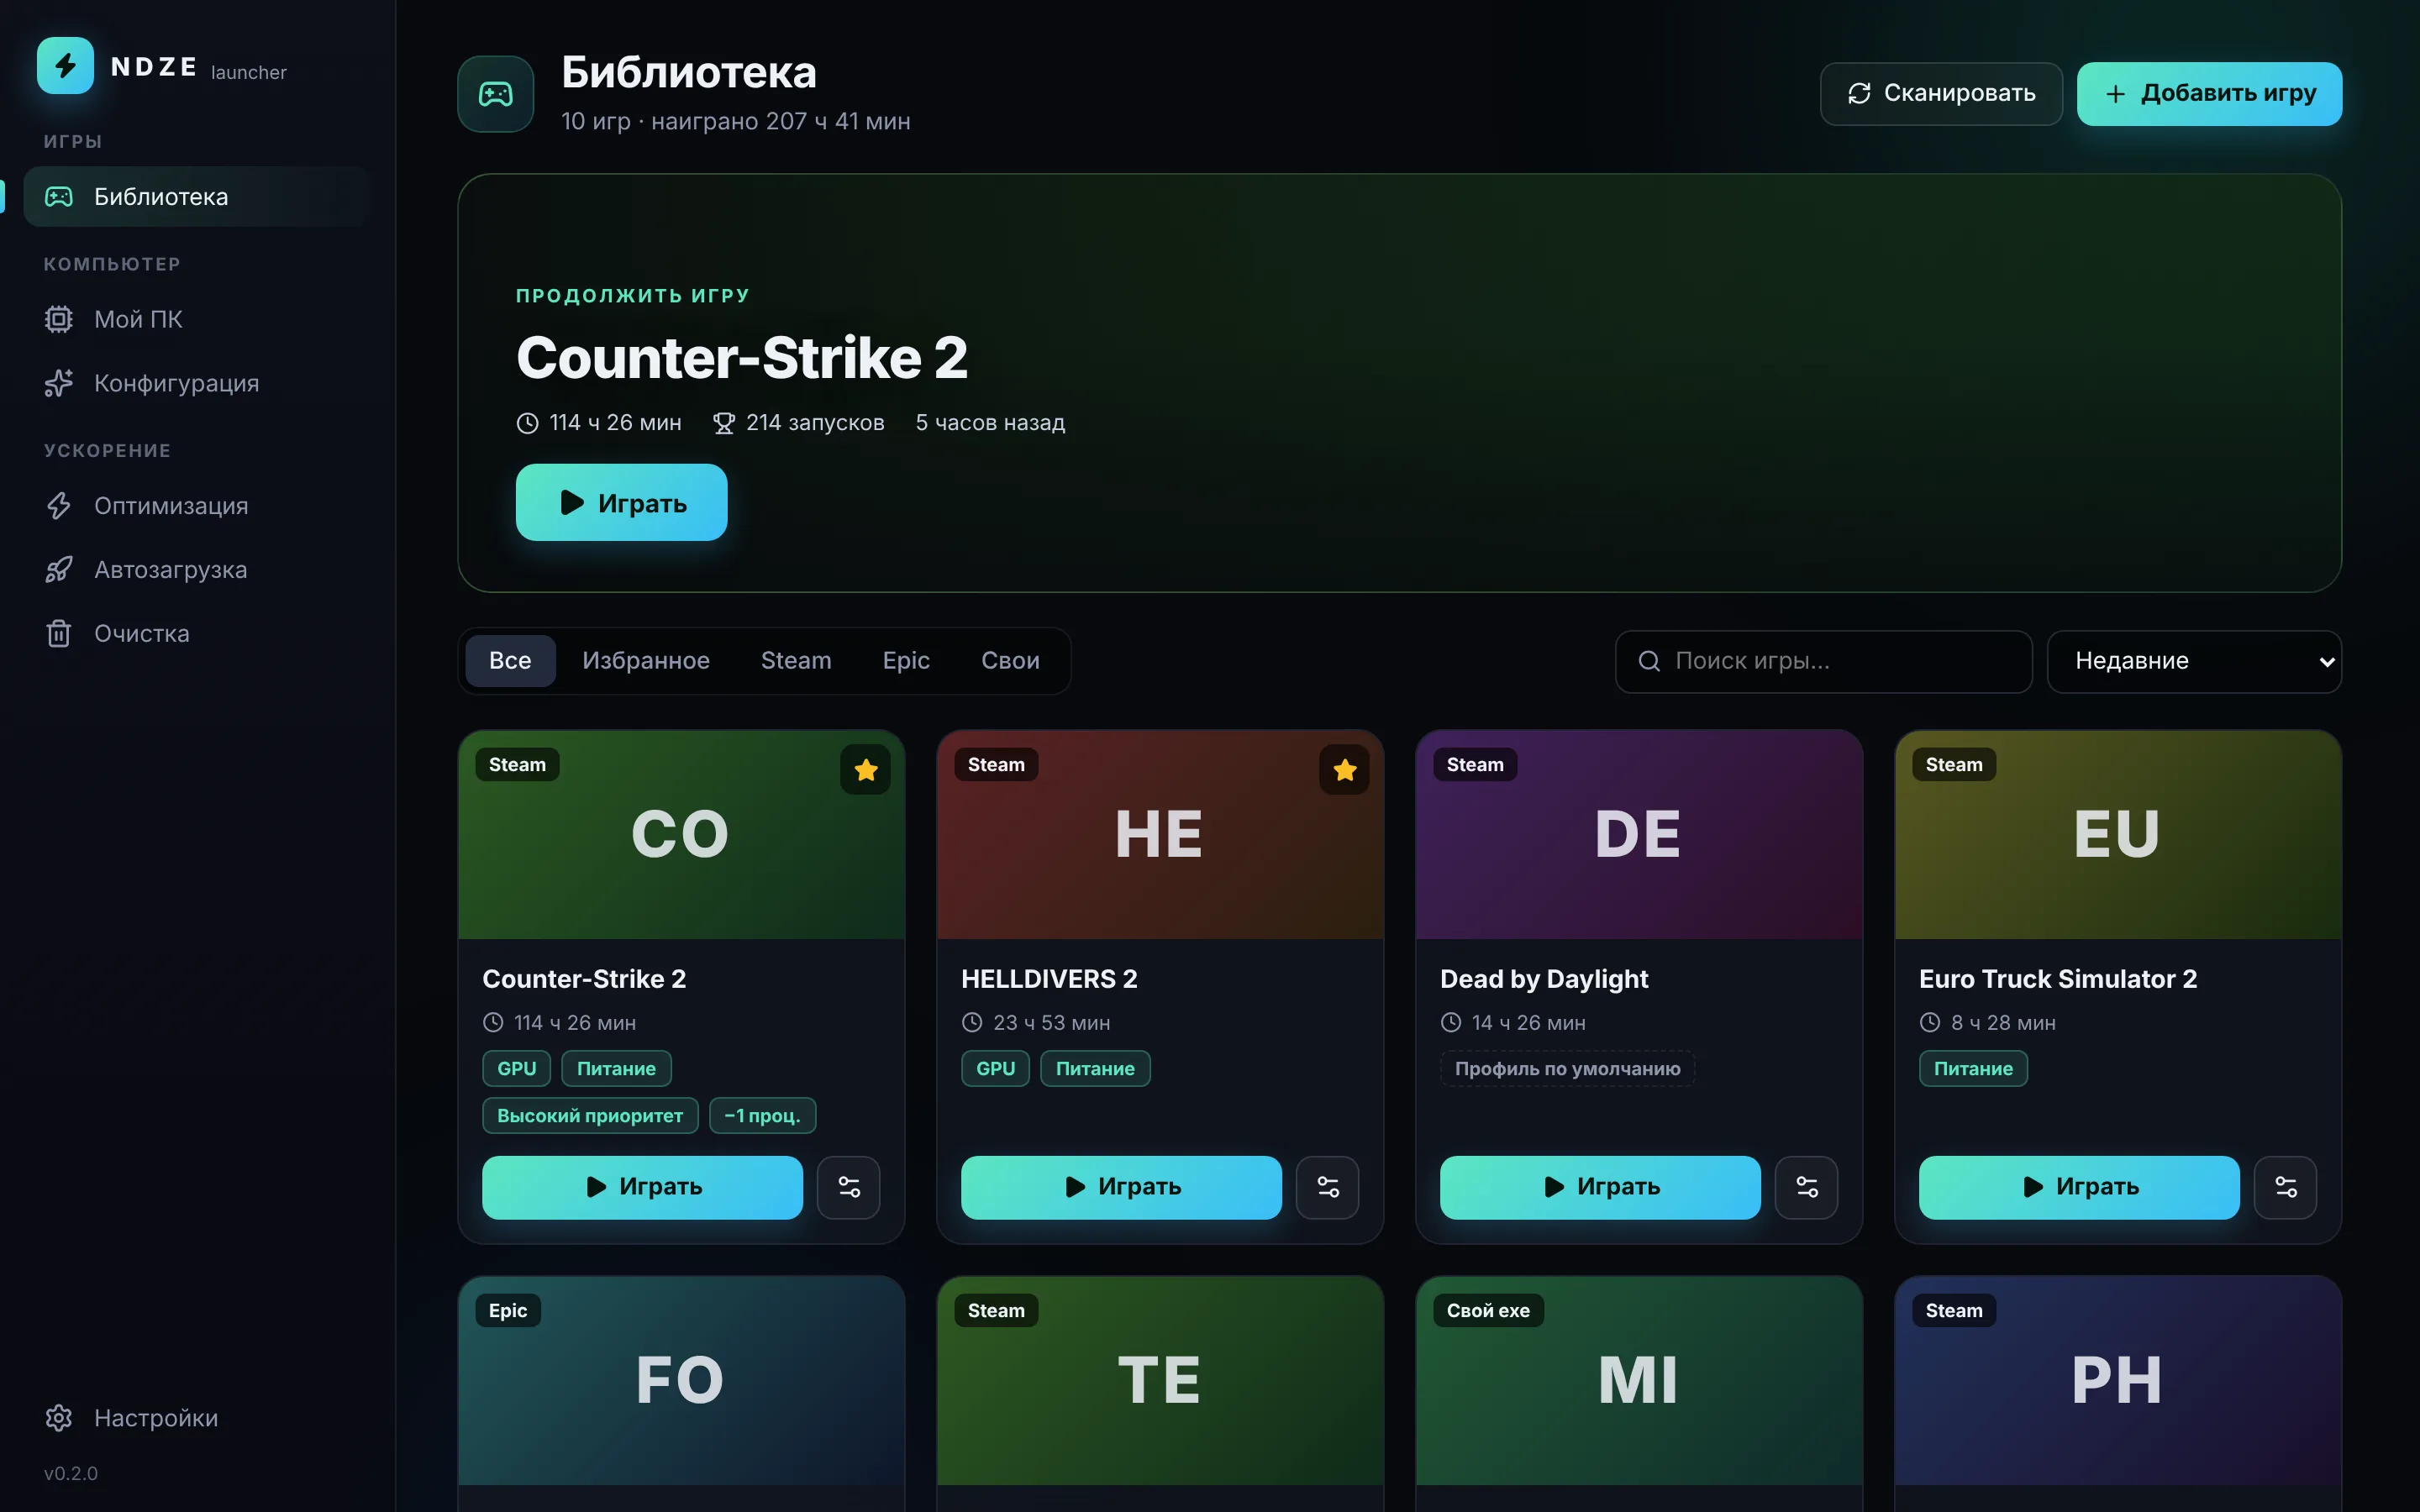 NDZE launcher
ИГРЫ
Библиотека
КОМПЬЮТЕР
Мой ПК
Конфигурация
УСКОРЕНИЕ
Оптимизация
Автозагрузка
Очистка
Настройки
v0.2.0
Библиотека
10 игр · наиграно 207 ч 41 мин
Сканировать
Добавить игру
ПРОДОЛЖИТЬ ИГРУ
Counter-Strike 2
114 ч 26 мин 214 запусков 5 часов назад
Играть
Все Избранное Steam Epic Свои
Поиск игры...
Недавние
Steam
CO
Counter-Strike 2
114 ч 26 мин
GPU Питание
Высокий приоритет −1 проц.
Играть
Steam
HE
HELLDIVERS 2
23 ч 53 мин
GPU Питание
Играть
Steam
DE
Dead by Daylight
14 ч 26 мин
Профиль по умолчанию
Играть
Steam
EU
Euro Truck Simulator 2
8 ч 28 мин
Питание
Играть
Epic
FO
Steam
TE
Свой exe
MI
Steam
PH